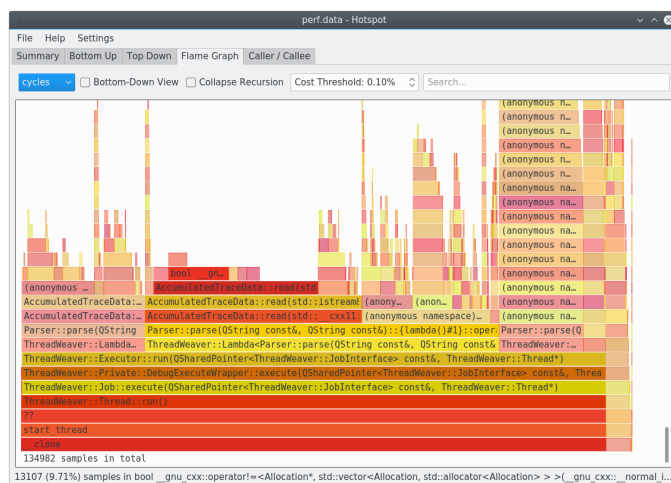 perf.data - Hotspot
File Help Settings
Summary Bottom Up Top Down Flame Graph Caller / Callee
cycles Bottom-Down View Collapse Recursion Cost Threshold: 0.10% Search...
(anonymous n...
(anonymous n...
(anonymous n...
(anonymous n...
(anonymous n...
(anonymous n...
(anonymous na...
(anonymous na...
(anonymous na...
(anonymous na...
(anonymous na...
(anonymous na...
bool __gn... (anonymous na...
(anonymous ... AccumulatedTraceData::read(std (anonymous na...
AccumulatedTraceData:... AccumulatedTraceData::read(std::istream& (anony... (anon... (anonymous na...
AccumulatedTraceData:... AccumulatedTraceData::read(std::__cxx11: (anonymous namespace)... (anonymous na...
Parser::parse(QString Parser::parse(QString const&, QString const&)::{lambda()#1}::oper Parser::parse(Q
ThreadWeaver::Lambda... ThreadWeaver::Lambda<Parser::parse(QString const&, QString const& ThreadWeaver:...
ThreadWeaver::Executor::run(QSharedPointer<ThreadWeaver::JobInterface> const&, ThreadWeaver::Thread*)
ThreadWeaver::Private::DebugExecuteWrapper::execute(QSharedPointer<ThreadWeaver::JobInterface> const&, Threa
ThreadWeaver::Job::execute(QSharedPointer<ThreadWeaver::JobInterface> const&, ThreadWeaver::Thread*)
ThreadWeaver::Thread::run()
??
start_thread
__clone
134982 samples in total
13107 (9.71%) samples in bool __gnu_cxx::operator!=<Allocation*, std::vector<Allocation, std::allocator<Allocation> > >(__gnu_cxx::__normal_i...